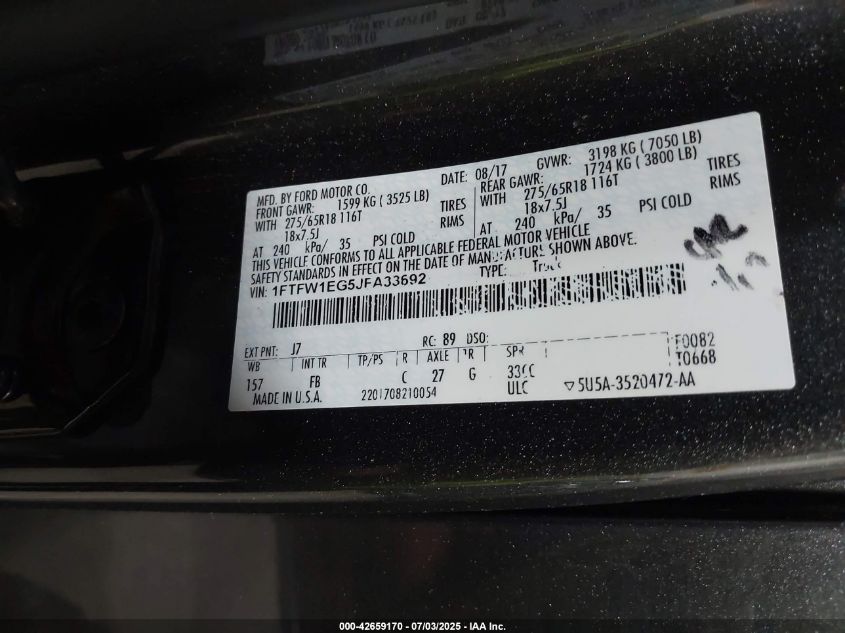 MFD. BY FORD MOTOR CO. DATE: 08/17 GVWR: 3198 KG ( 7050 LB)
FRONT GAWR: 1599 KG ( 3525 LB) REAR GAWR: 1724 KG ( 3800 LB)
WITH 275/65R18 116T TIRES WITH 275/65R18 116T TIRES
18x7.5J RIMS 18x7.5J RIMS
AT 240 kPa/ 35 PSI COLD AT 240 kPa/ 35 PSI COLD
THIS VEHICLE CONFORMS TO ALL APPLICABLE FEDERAL MOTOR VEHICLE
SAFETY STANDARDS IN EFFECT ON THE DATE OF MANUFACTURE SHOWN ABOVE.
VIN: 1FTFW1EG5JFA33692 TYPE: Truck
EXT PNT: J7 RC: 89 DSO:
WB INT TR TP/PS R AXLE TR SPR F0082
157 FB C 27 G T0668
MADE IN U.S.A. 2201708210054 ULC ▽5U5A-3520472-AA
000-42659170 - 07/03/2025 - IAA Inc.